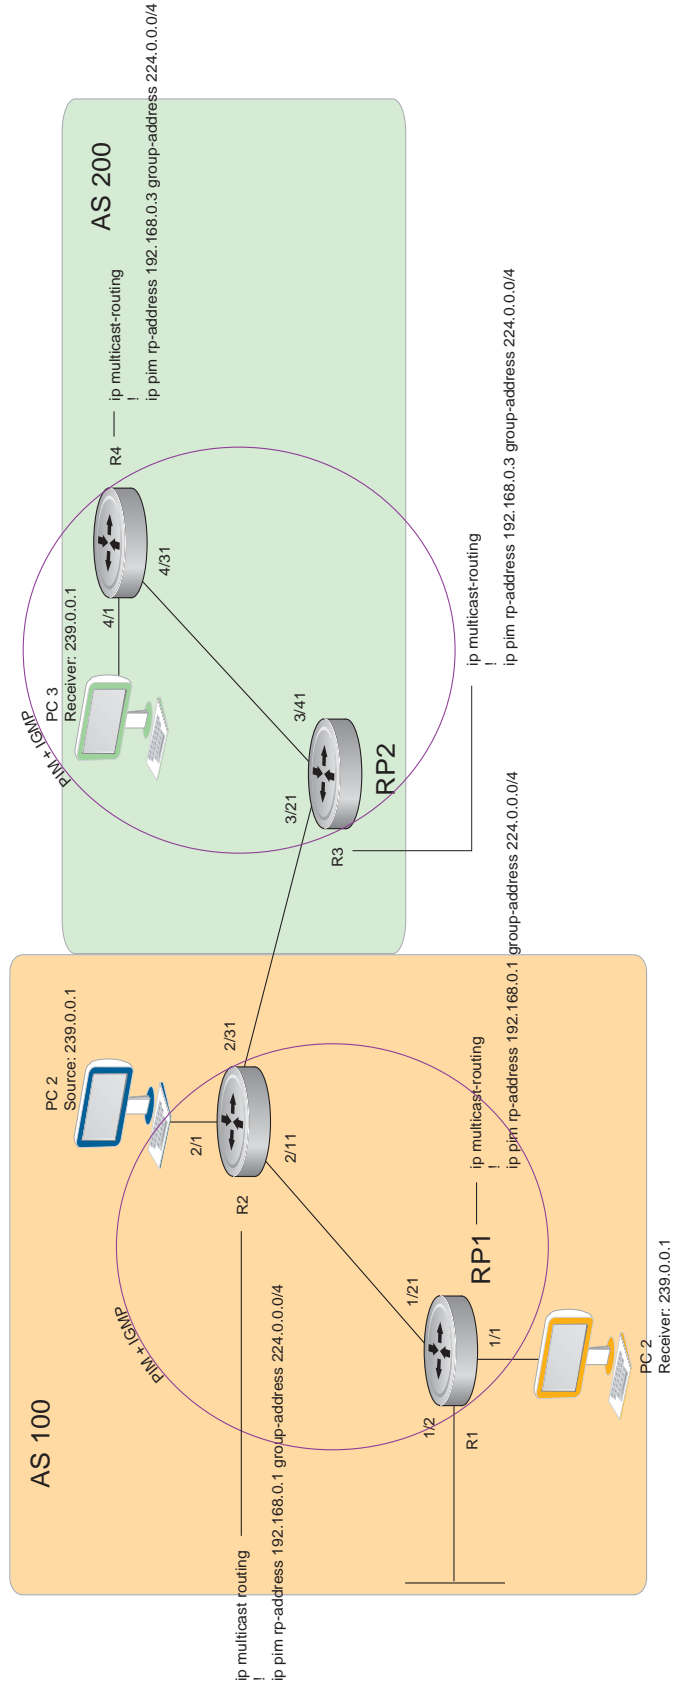 AS 100
PIM + IGMP
ip multicast routing
!
ip pim rp-address 192.168.0.1 group-address 224.0.0.0/4
R2
PC 2
Source: 239.0.0.1
2/1
2/31
2/11
1/21
1/2
R1
1/1
RP1
PC 2
Receiver: 239.0.0.1
ip multicast-routing
!
ip pim rp-address 192.168.0.1 group-address 224.0.0.0/4
AS 200
PIM + IGMP
PC 3
Receiver: 239.0.0.1
4/1
R4
4/31
ip multicast-routing
!
ip pim rp-address 192.168.0.3 group-address 224.0.0.0/4
3/21
3/41
R3
RP2
ip multicast-routing
!
ip pim rp-address 192.168.0.3 group-address 224.0.0.0/4